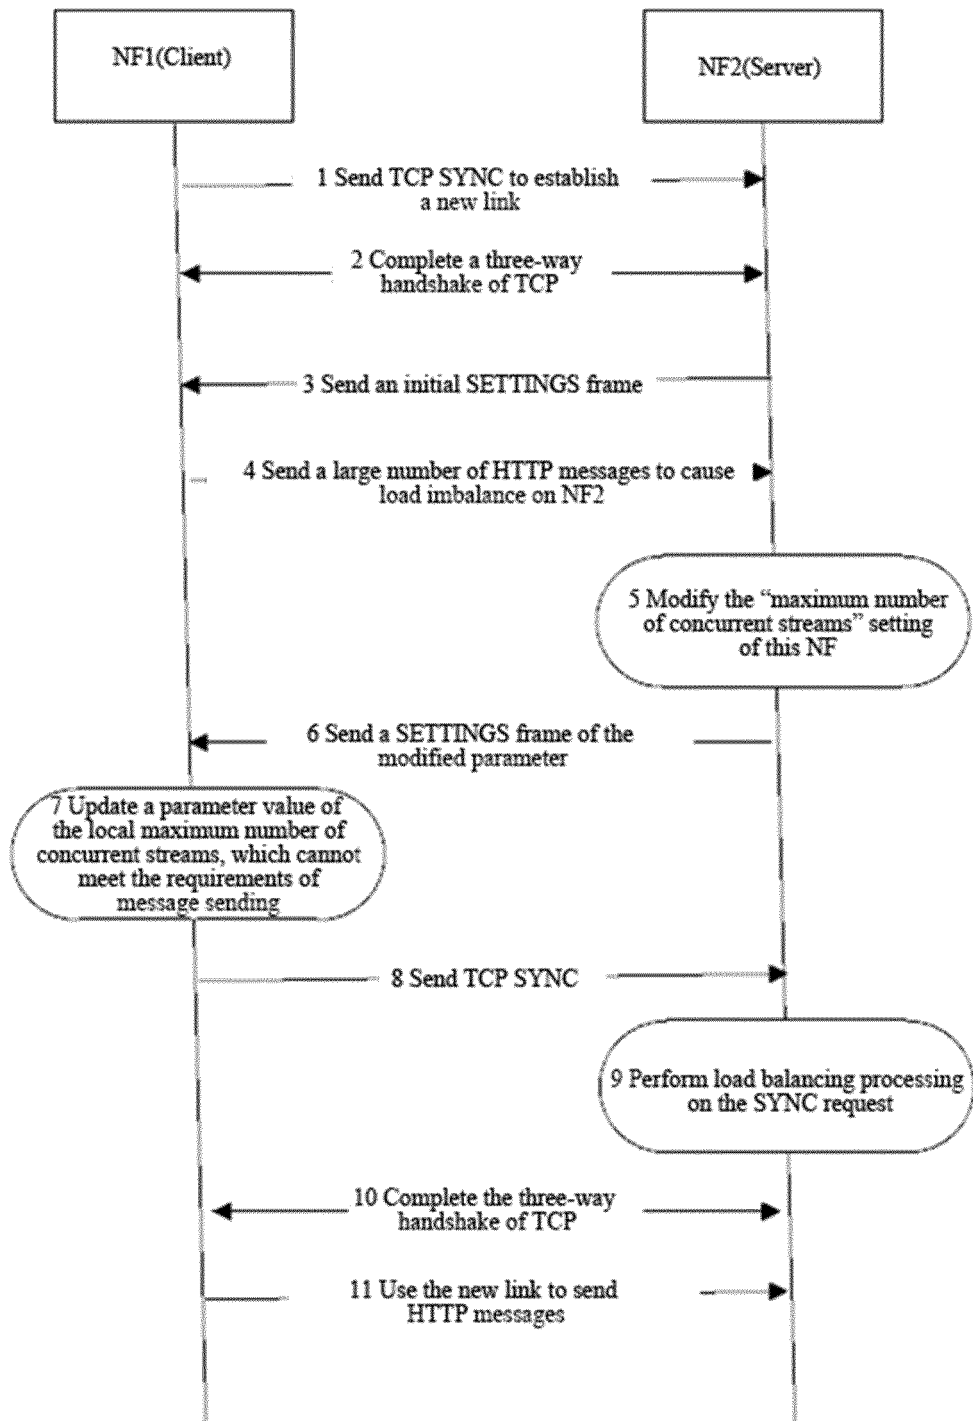 NF1(Client)
NF2(Server)
1 Send TCP SYNC to establish
a new link
2 Complete a three-way
handshake of TCP
3 Send an initial SETTINGS frame
4 Send a large number of HTTP messages to cause
load imbalance on NF2
5 Modify the “maximum number
of concurrent streams” setting
of this NF
6 Send a SETTINGS frame of the
modified parameter
7 Update a parameter value of
the local maximum number of
concurrent streams, which cannot
meet the requirements of
message sending
8 Send TCP SYNC
9 Perform load balancing processing
on the SYNC request
10 Complete the three-way
handshake of TCP
11 Use the new link to send
HTTP messages